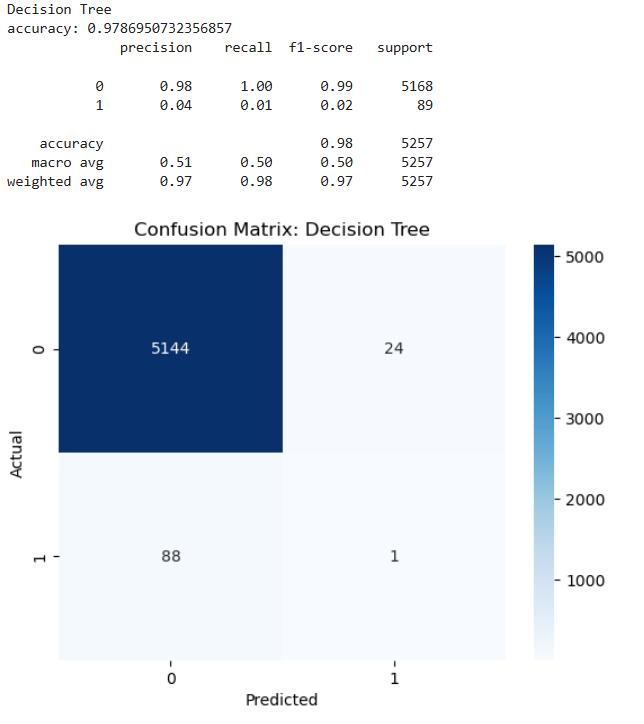 Decision Tree
accuracy: 0.9786950732356857
precision recall f1-score support
0 0.98 1.00 0.99 5168
1 0.04 0.01 0.02 89
accuracy 0.98 5257
macro avg 0.51 0.50 0.50 5257
weighted avg 0.97 0.98 0.97 5257
Confusion Matrix: Decision Tree
5000
4000
3000
2000
1000
Actual
0
5144 24
1
88 1
0 1
Predicted